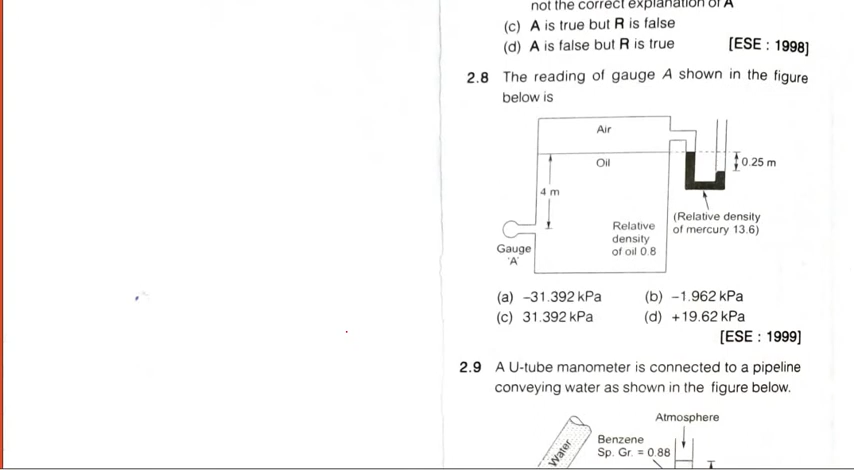 not the correct explanation of A
(c) A is true but R is false
(d) A is false but R is true [ESE : 1998]
2.8 The reading of gauge A shown in the figure
below is
Air
Oil
0.25 m
4 m
(Relative density
of mercury 13.6)
Relative
density
of oil 0.8
Gauge
'A'
(a) –31.392 kPa (b) –1.962 kPa
(c) 31.392 kPa (d) +19.62 kPa
[ESE : 1999]
2.9 A U-tube manometer is connected to a pipeline
conveying water as shown in the figure below.
Atmosphere
Benzene
Sp. Gr. = 0.88
Water